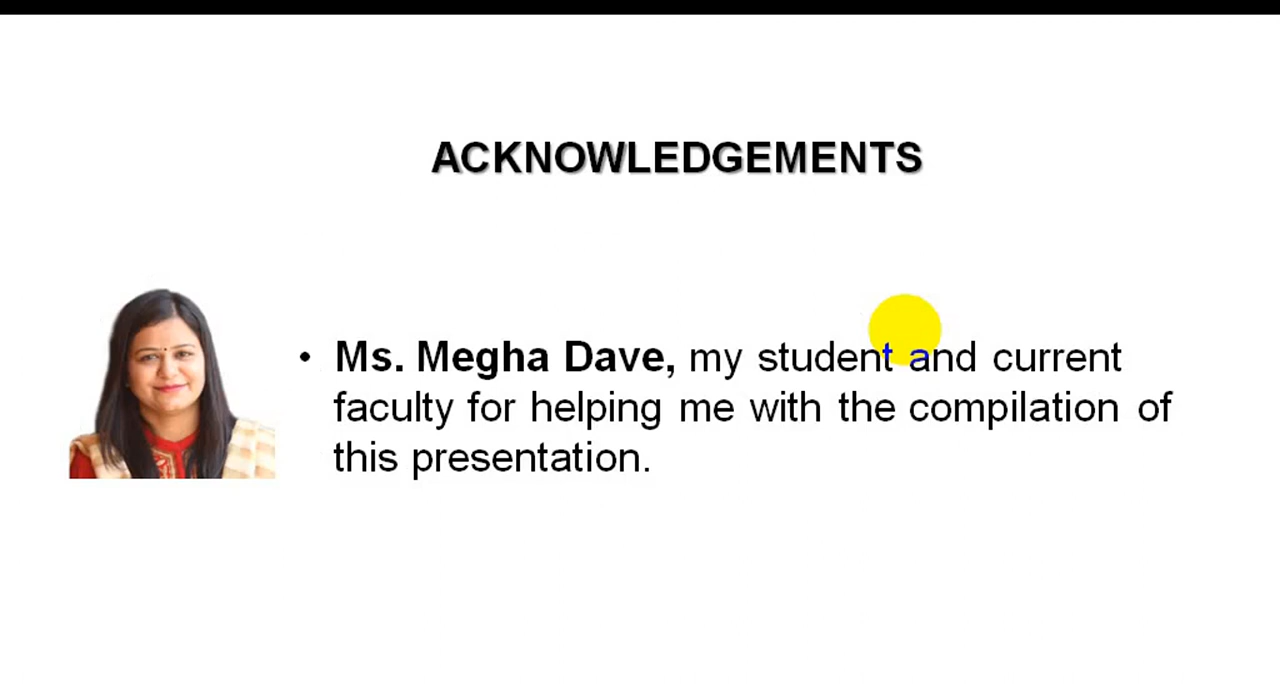 ACKNOWLEDGEMENTS
• Ms. Megha Dave, my student and current
faculty for helping me with the compilation of
this presentation.